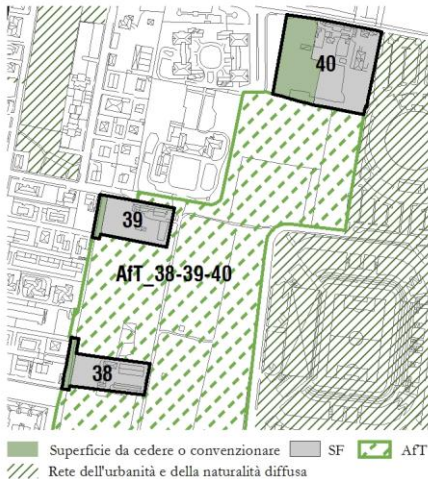 40
39
AfT_38-39-40
38
Superficie da cedere o convenzionare SF AfT
Rete dell'urbanità e della naturalità diffusa